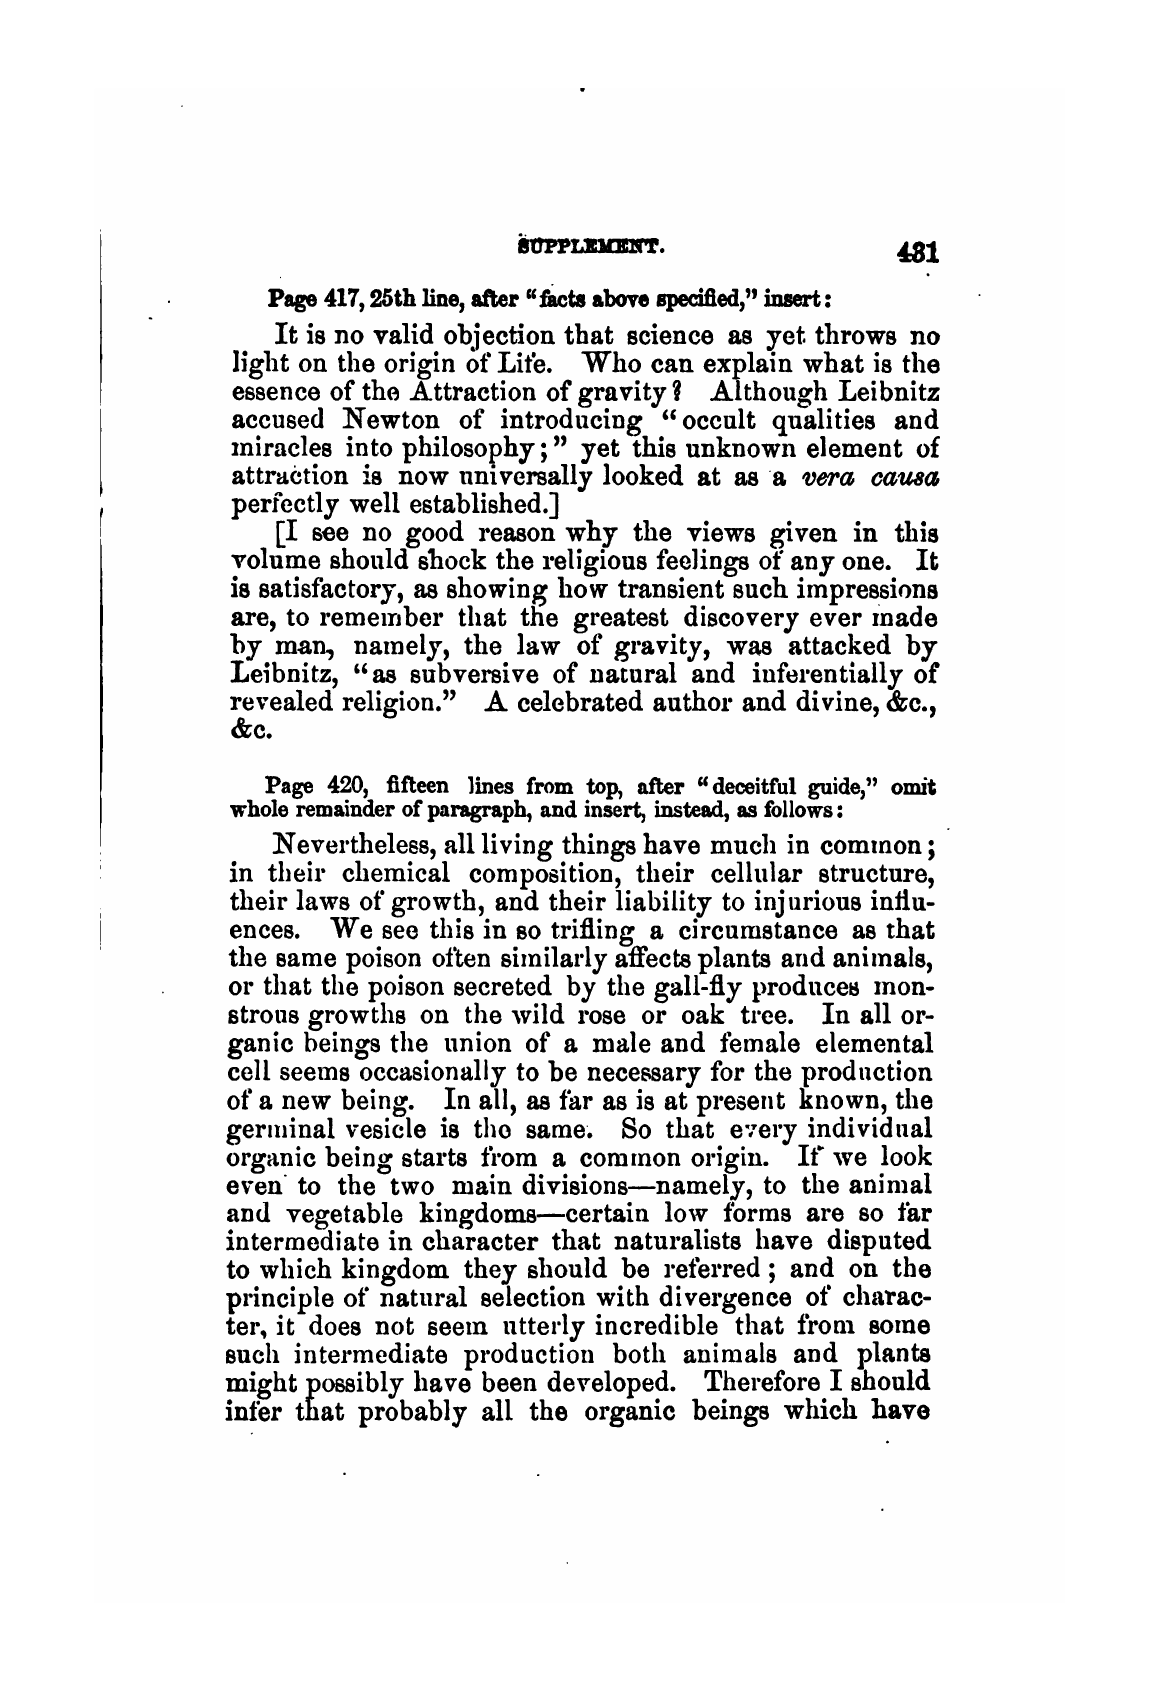 SUPPLEMENT. 431
Page 417, 25th line, after “facts above specified,” insert:
It is no valid objection that science as yet throws no
light on the origin of Life. Who can explain what is the
essence of the Attraction of gravity? Although Leibnitz
accused Newton of introducing “occult qualities and
miracles into philosophy;” yet this unknown element of
attraction is now universally looked at as a vera causa
perfectly well established.]
[I see no good reason why the views given in this
volume should shock the religious feelings of any one. It
is satisfactory, as showing how transient such impressions
are, to remember that the greatest discovery ever made
by man, namely, the law of gravity, was attacked by
Leibnitz, “as subversive of natural and inferentially of
revealed religion.” A celebrated author and divine, &c.,
&c.
Page 420, fifteen lines from top, after “deceitful guide,” omit
whole remainder of paragraph, and insert, instead, as follows:
Nevertheless, all living things have much in common;
in their chemical composition, their cellular structure,
their laws of growth, and their liability to injurious influ-
ences. We see this in so trifling a circumstance as that
the same poison often similarly affects plants and animals,
or that the poison secreted by the gall-fly produces mon-
strous growths on the wild rose or oak tree. In all or-
ganic beings the union of a male and female elemental
cell seems occasionally to be necessary for the production
of a new being. In all, as far as is at present known, the
germinal vesicle is the same. So that every individual
organic being starts from a common origin. If we look
even to the two main divisions—namely, to the animal
and vegetable kingdoms—certain low forms are so far
intermediate in character that naturalists have disputed
to which kingdom they should be referred; and on the
principle of natural selection with divergence of charac-
ter, it does not seem utterly incredible that from some
such intermediate production both animals and plants
might possibly have been developed. Therefore I should
infer that probably all the organic beings which have